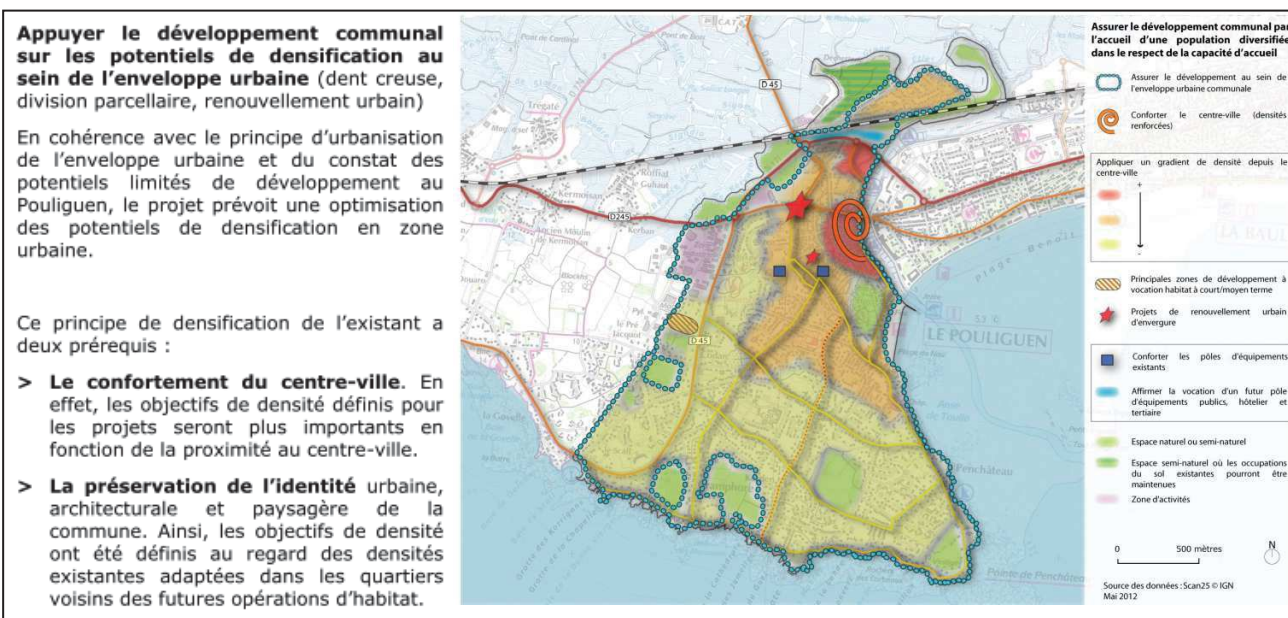 Appuyer le développement communal
sur les potentiels de densification au
sein de l'enveloppe urbaine (dent creuse,
division parcellaire, renouvellement urbain)
En cohérence avec le principe d'urbanisation
de l'enveloppe urbaine et du constat des
potentiels limités de développement au
Pouliguen, le projet prévoit une optimisation
des potentiels de densification en zone
urbaine.
Ce principe de densification de l'existant a
deux prérequis :
> Le confortement du centre-ville. En
effet, les objectifs de densité définis pour
les projets seront plus importants en
fonction de la proximité au centre-ville.
> La préservation de l'identité urbaine,
architecturale et paysagère de la
commune. Ainsi, les objectifs de densité
ont été définis au regard des densités
existantes adaptées dans les quartiers
voisins des futures opérations d'habitat.
D 45
Trégaté
Kermoisan
D 245
D 45
LE POULIGUEN
Plage Benoît
Penchâteau
Pointe de Penchâteau
LA BAULE
Assurer le développement communal par
l'accueil d'une population diversifiée
dans le respect de la capacité d'accueil
Assurer le développement au sein de
l'enveloppe urbaine communale
Conforter le centre-ville (densités
renforcées)
Appliquer un gradient de densité depuis le
centre-ville
+
-
Principales zones de développement à
vocation habitat à court/moyen terme
Projets de renouvellement urbain
d'envergure
Conforter les pôles d'équipements
existants
Affirmer la vocation d'un futur pôle
d'équipements publics, hôtelier et
tertiaire
Espace naturel ou semi-naturel
Espace semi-naturel où les occupations
du sol existantes pourront être
maintenues
Zone d'activités
0 500 mètres
N
Source des données : Scan25 © IGN
Mai 2012